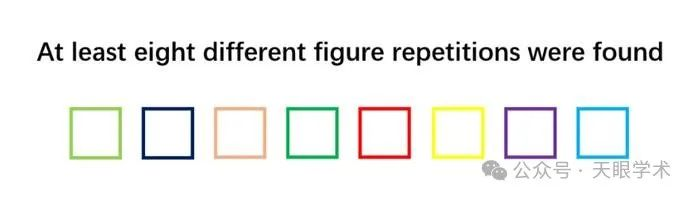 At least eight different figure repetitions were found
公众号 · 天眼学术